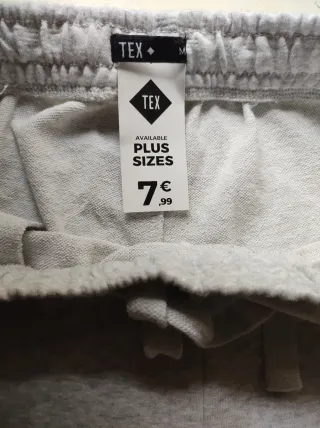 TEX
M
TEX
AVAILABLE
PLUS
SIZES
7€
,99